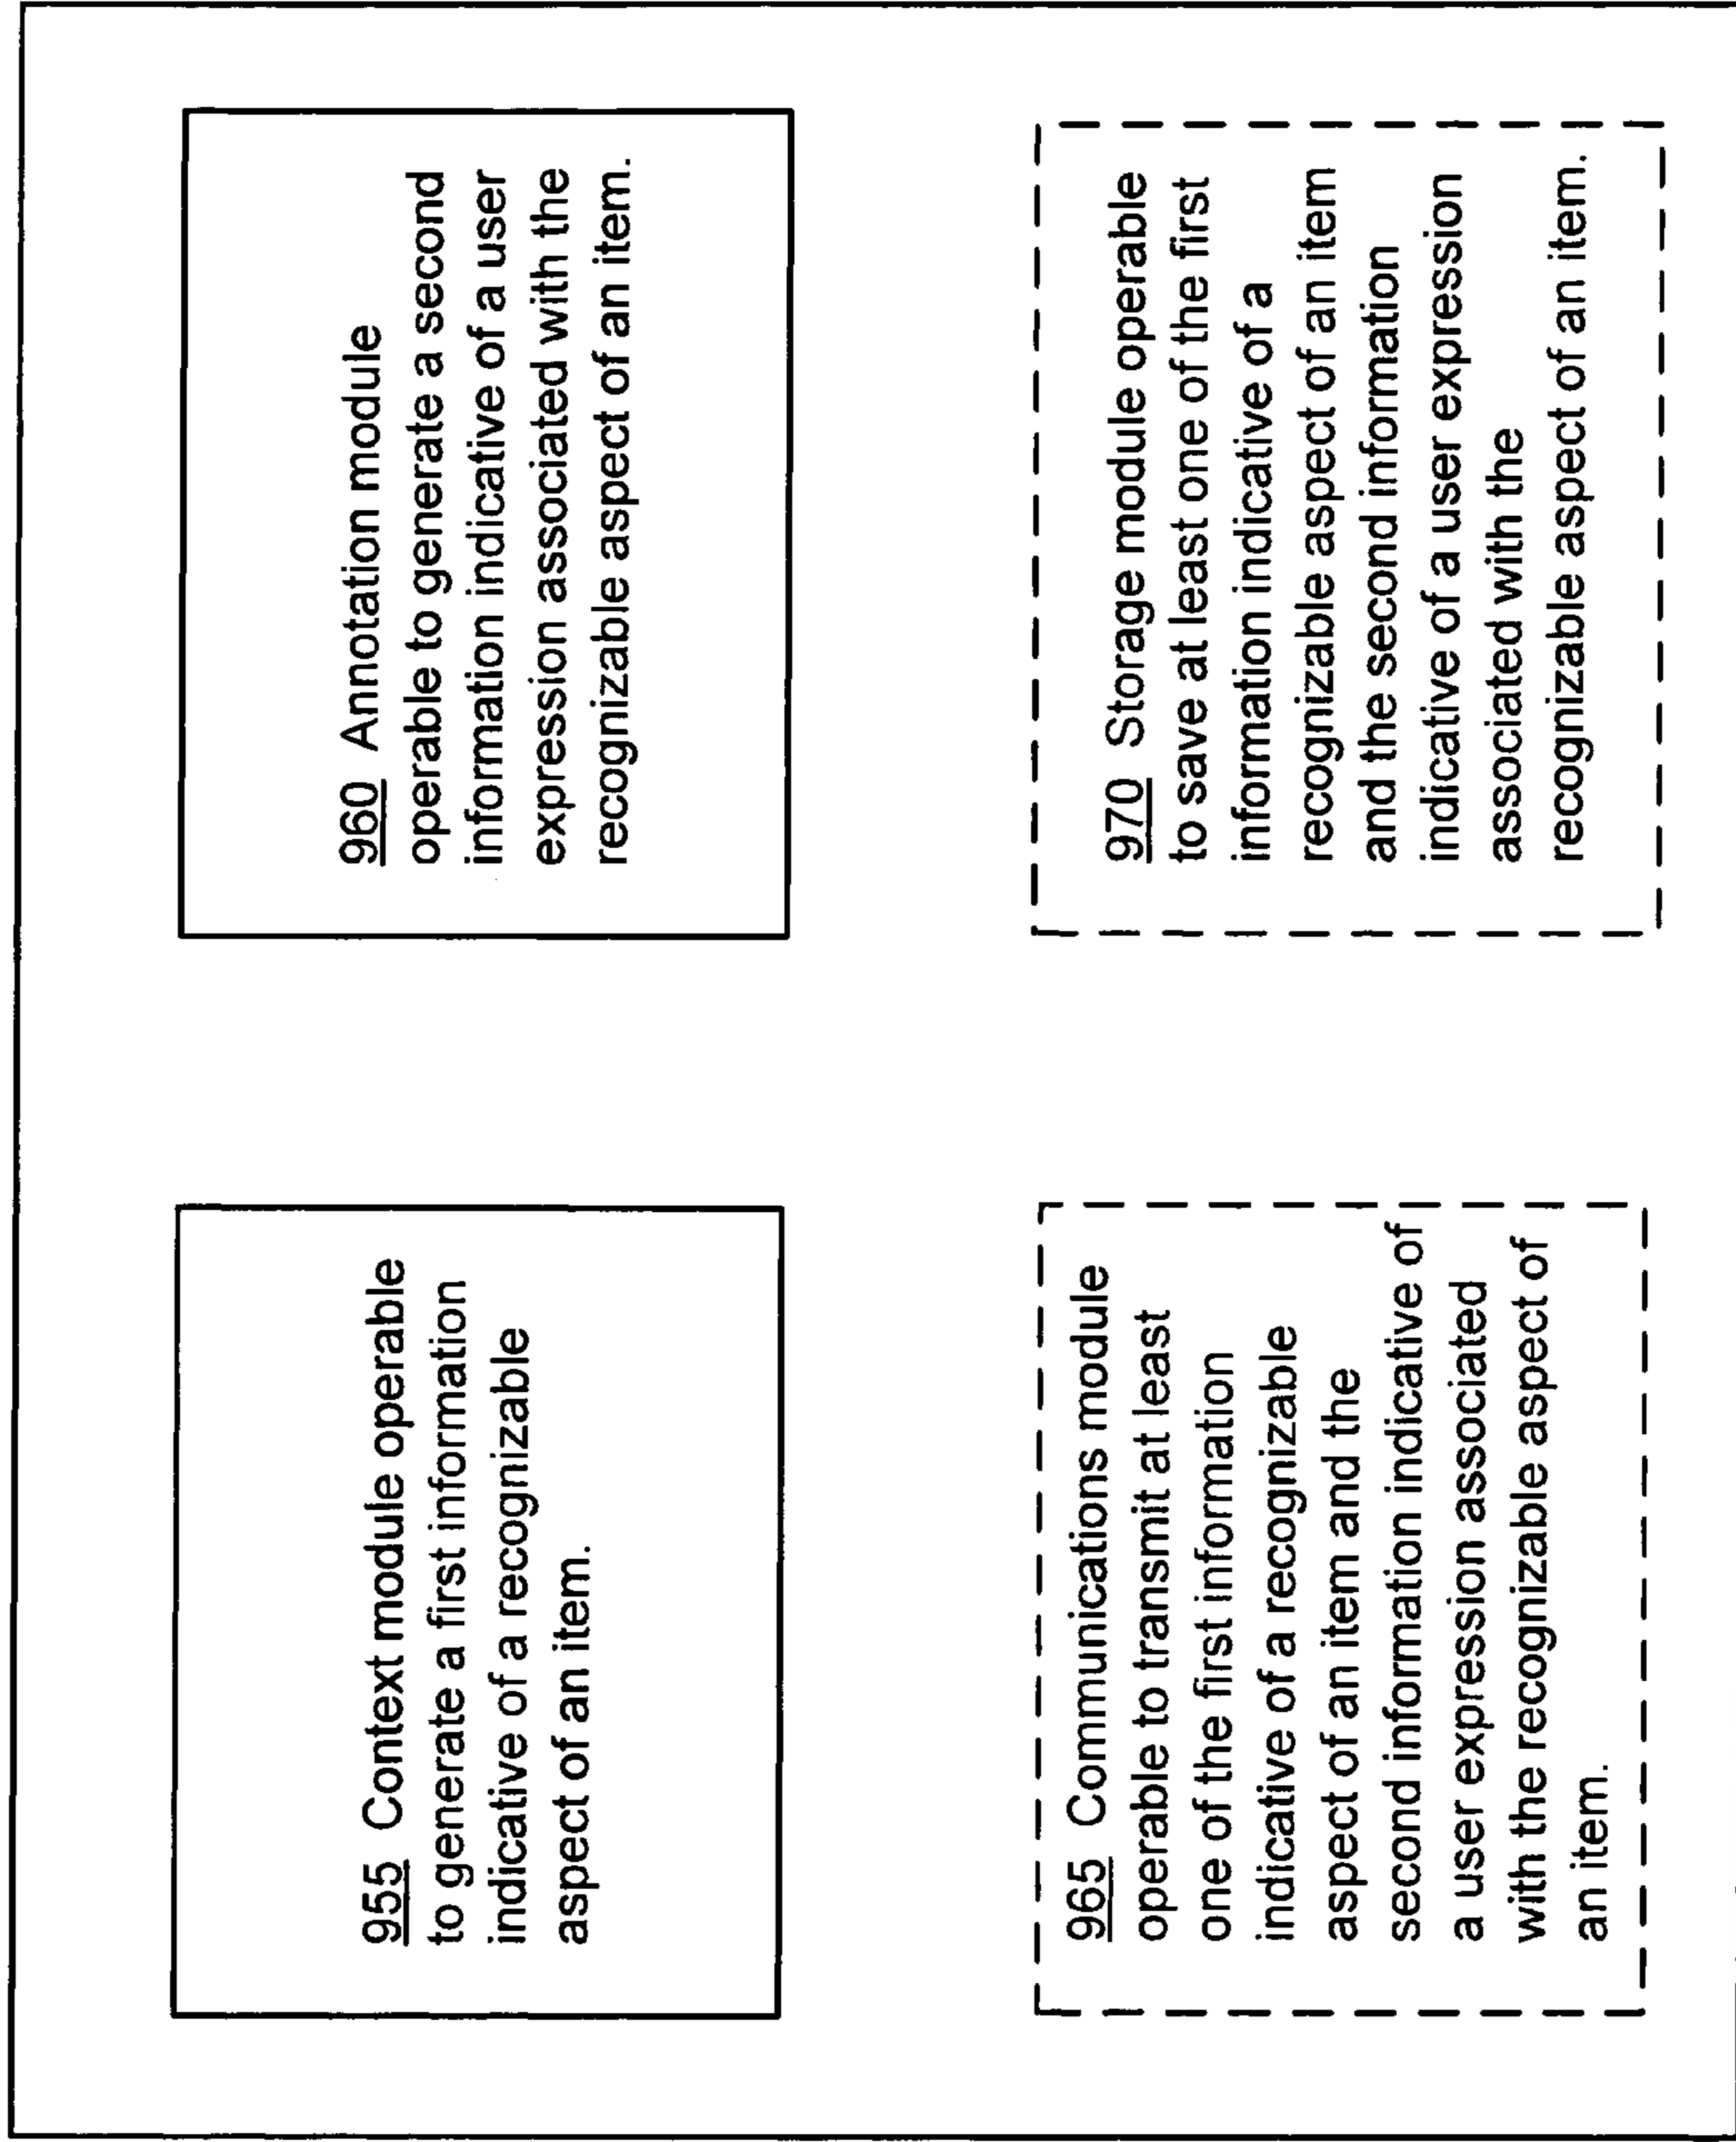 955 Context module operable
to generate a first information
indicative of a recognizable
aspect of an item.
960 Annotation module
operable to generate a second
information indicative of a user
expression associated with the
recognizable aspect of an item.
965 Communications module
operable to transmit at least
one of the first information
indicative of a recognizable
aspect of an item and the
second information indicative of
a user expression associated
with the recognizable aspect of
an item.
970 Storage module operable
to save at least one of the first
information indicative of a
recognizable aspect of an item
and the second information
indicative of a user expression
associated with the
recognizable aspect of an item.